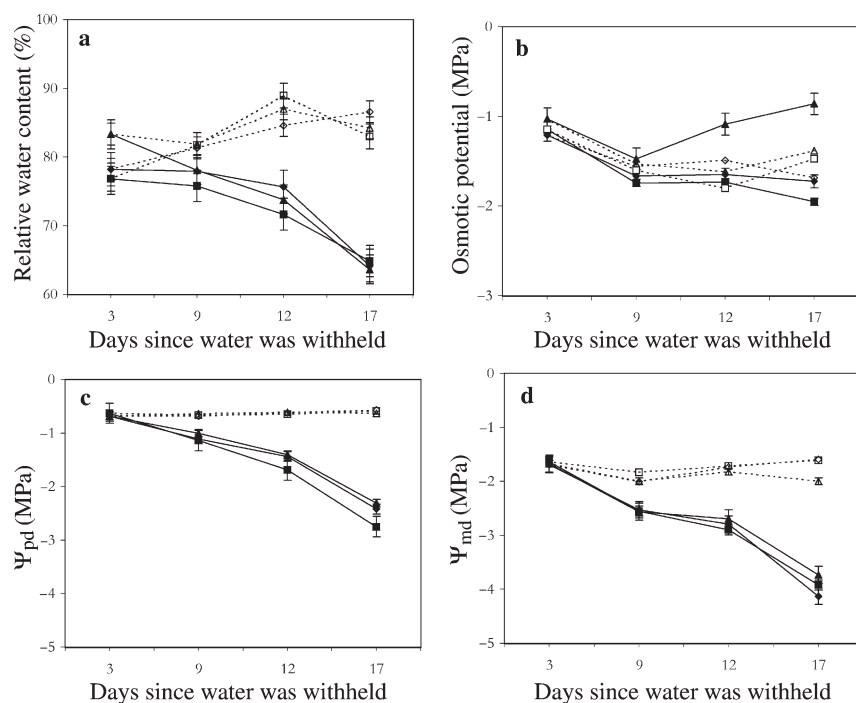 a
Relative water content (%)
100
90
80
70
60
3 9 12 17
Days since water was withheld
b
Osmotic potential (MPa)
0
−1
−2
−3
3 9 12 17
Days since water was withheld
c
Ψpd (MPa)
0
−1
−2
−3
−4
−5
3 9 12 17
Days since water was withheld
d
Ψmd (MPa)
0
−1
−2
−3
−4
−5
3 9 12 17
Days since water was withheld